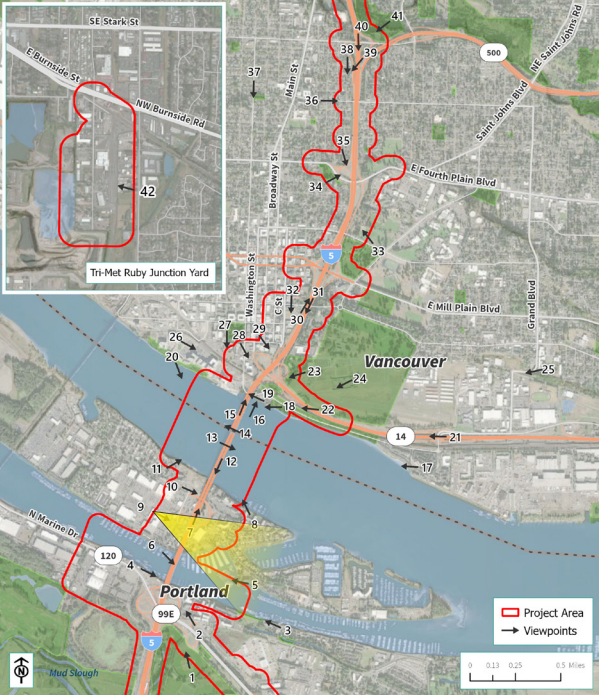 SE Stark St
E Burnside St
NW Burnside Rd
42
Tri-Met Ruby Junction Yard
40
41
38
39
500
NE Saint Johns Rd
Saint Johns Blvd
37
Main St
36
35
E Fourth Plain Blvd
34
Broadway St
33
5
Washington St
C St
32
31
30
E Mill Plain Blvd
Grand Blvd
27
26
28
29
20
Vancouver
23
24
25
19
18
22
15
16
14
14
21
13
17
12
11
10
9
8
7
N Marine Dr
120
6
4
5
Portland
99E
3
2
5
1
Mud Slough
N
Project Area
Viewpoints
0 0.13 0.25 0.5 Miles